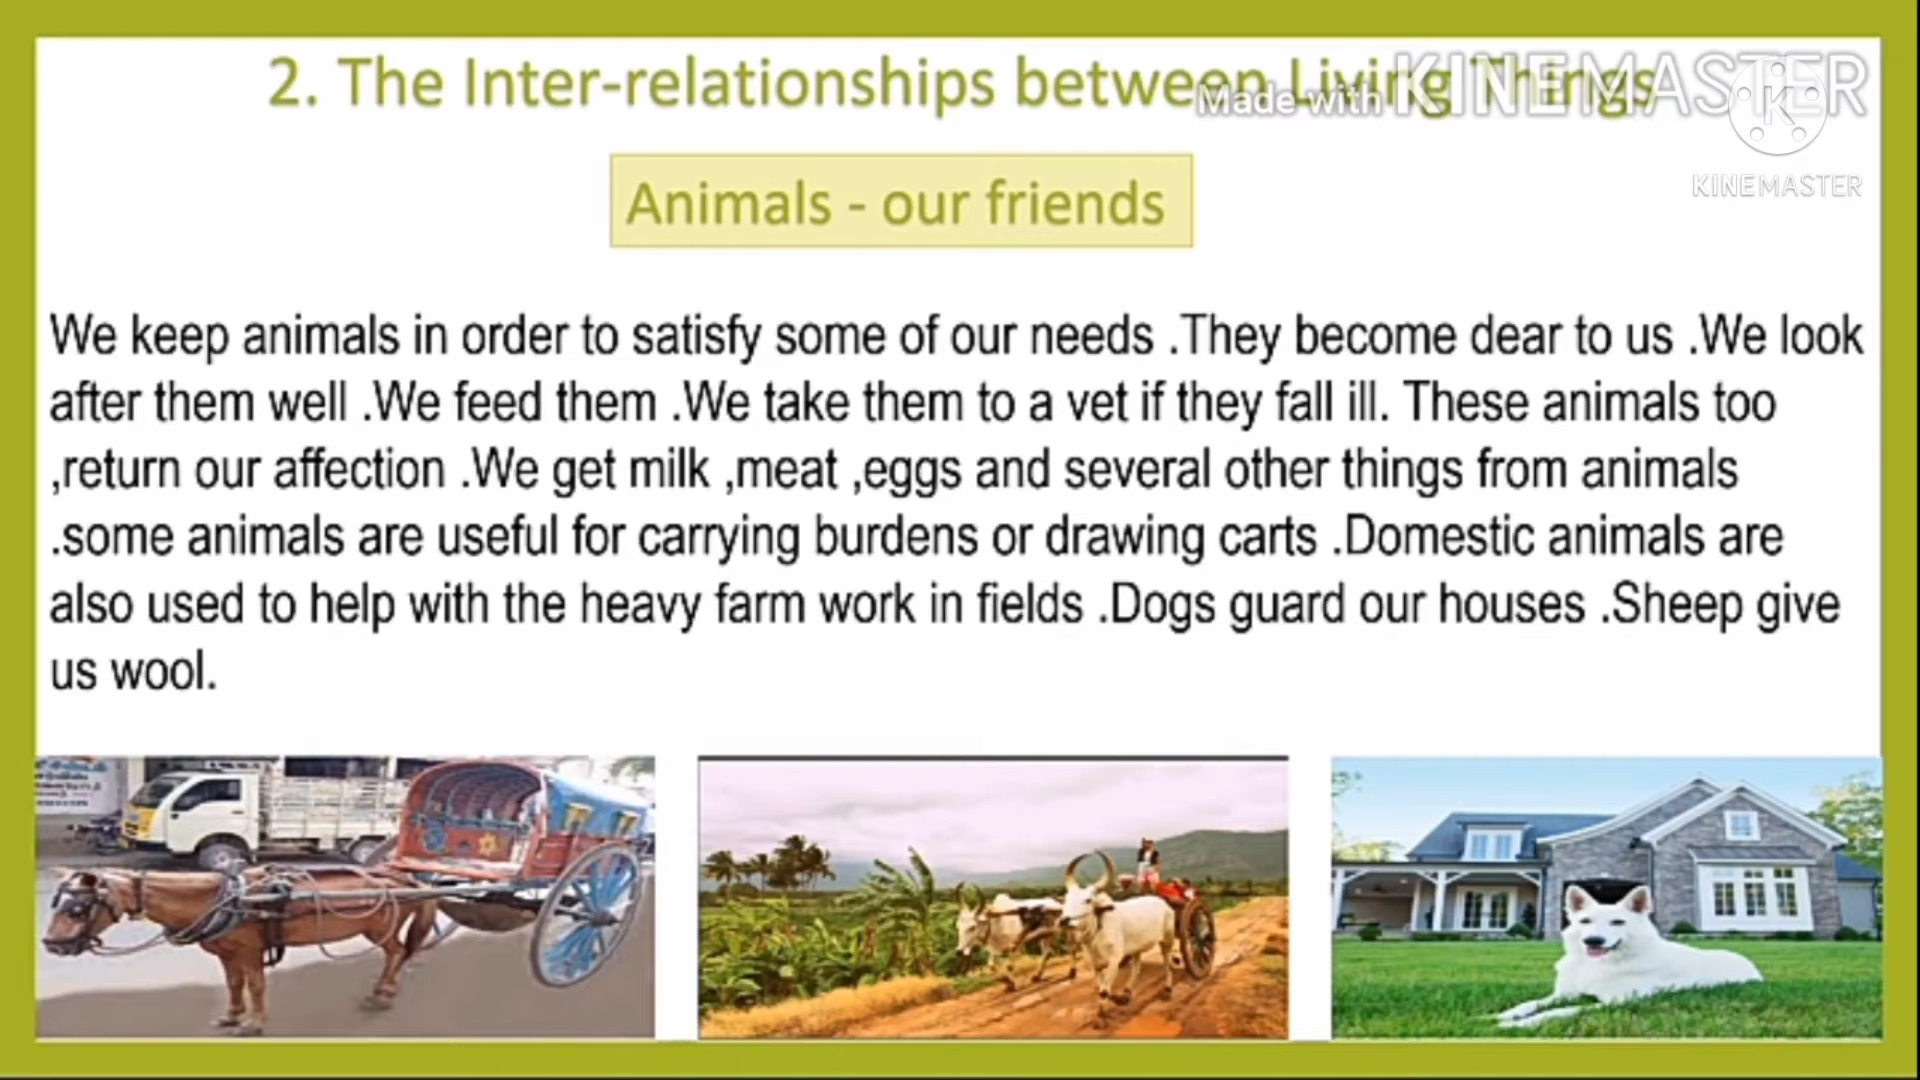 2. The Inter-relationships between Living Things
Made with KINEMASTER
KINEMASTER
Animals - our friends
We keep animals in order to satisfy some of our needs .They become dear to us .We look
after them well .We feed them .We take them to a vet if they fall ill. These animals too
,return our affection .We get milk ,meat ,eggs and several other things from animals
.some animals are useful for carrying burdens or drawing carts .Domestic animals are
also used to help with the heavy farm work in fields .Dogs guard our houses .Sheep give
us wool.